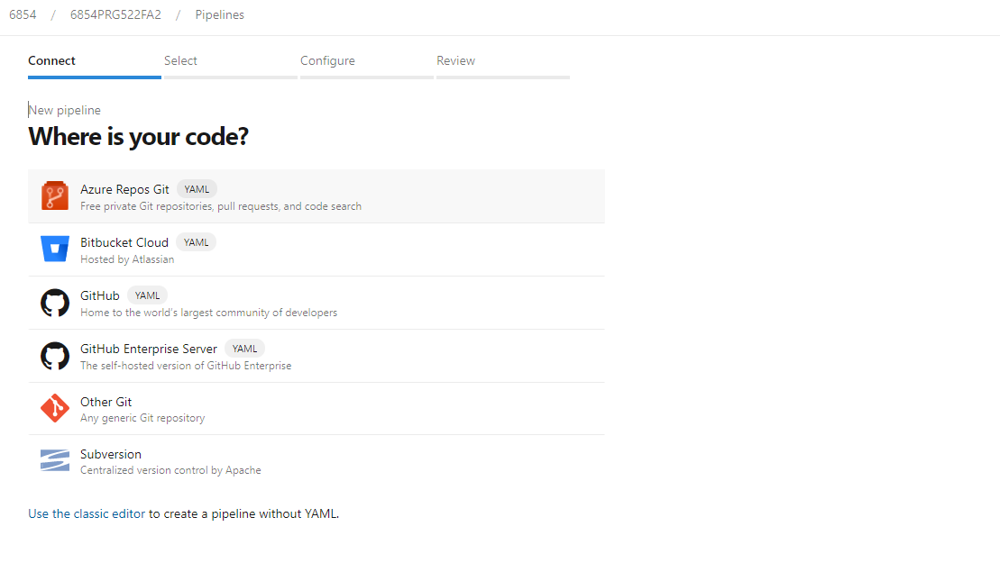 6854 / 6854PRG522FA2 / Pipelines
Connect Select Configure Review
New pipeline
Where is your code?
Azure Repos Git YAML
Free private Git repositories, pull requests, and code search
Bitbucket Cloud YAML
Hosted by Atlassian
GitHub YAML
Home to the world's largest community of developers
GitHub Enterprise Server YAML
The self-hosted version of GitHub Enterprise
Other Git
Any generic Git repository
Subversion
Centralized version control by Apache
Use the classic editor to create a pipeline without YAML.